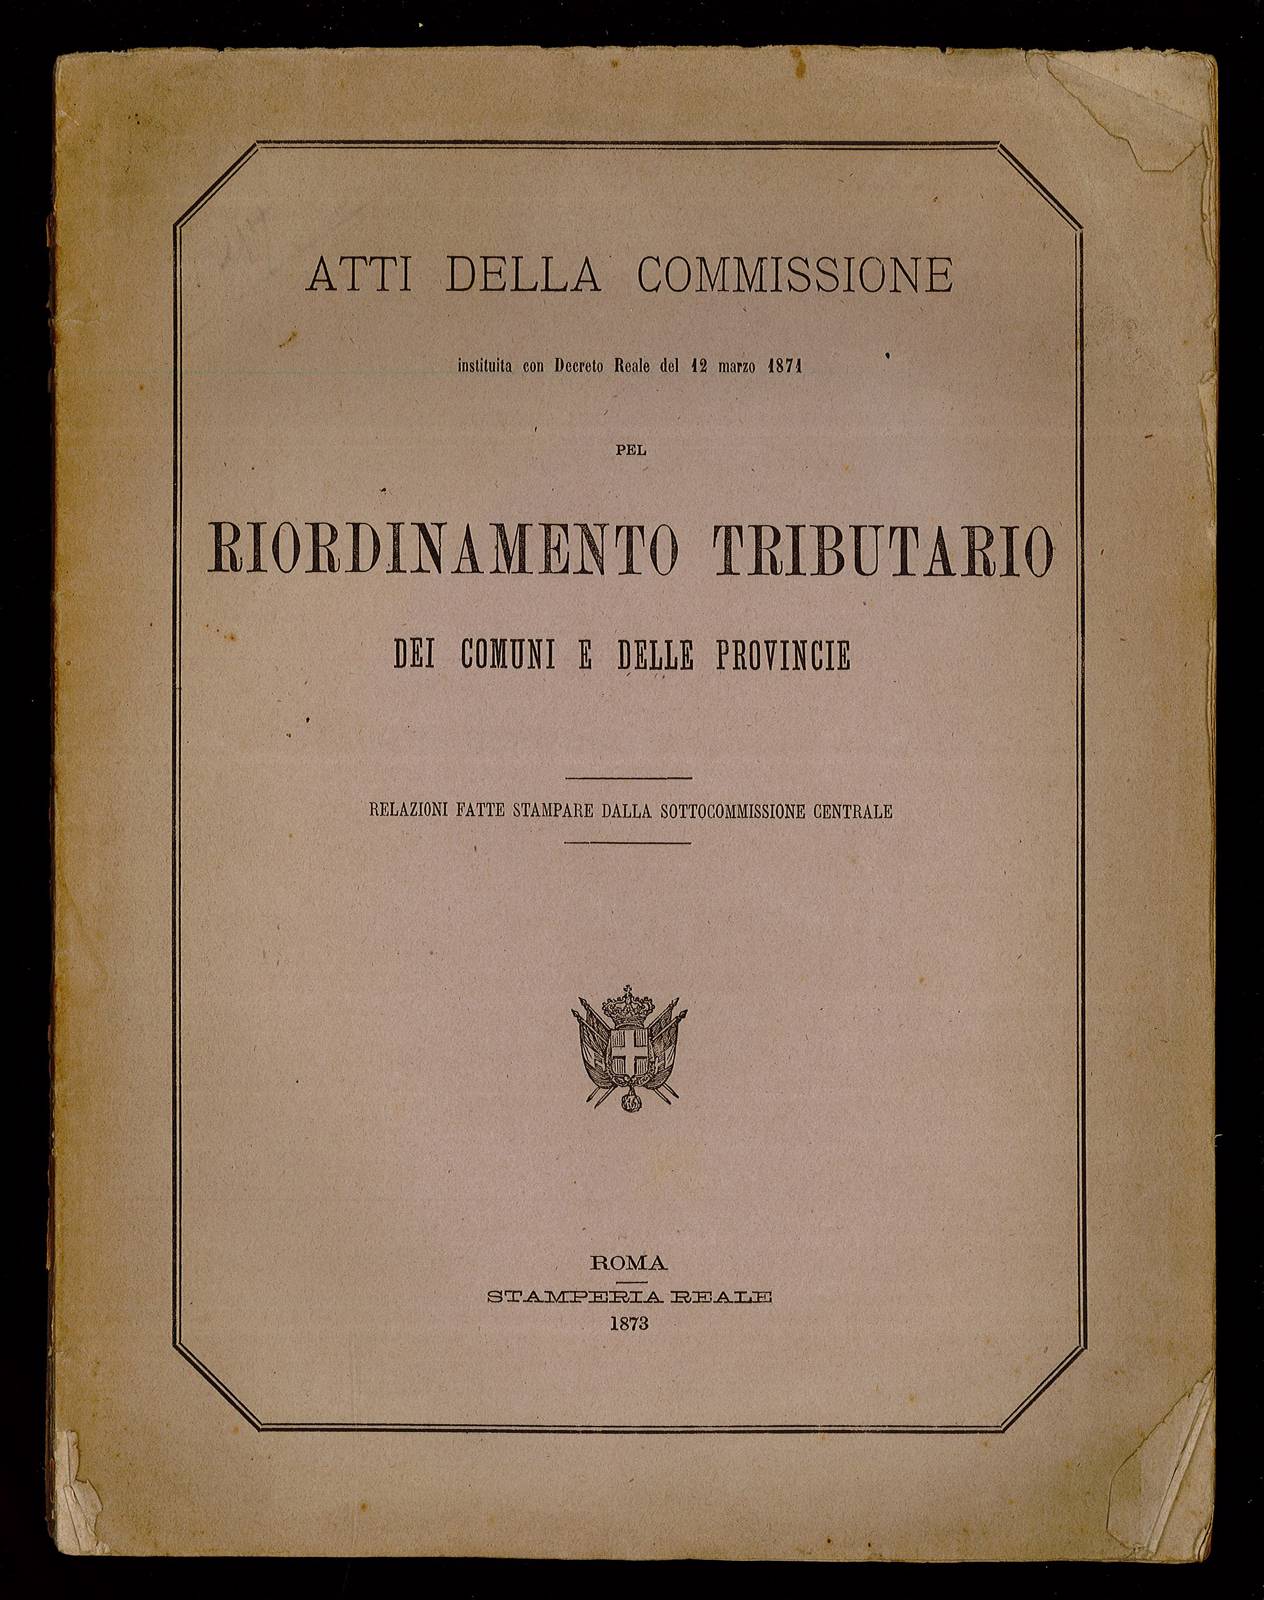 ATTI DELLA COMMISSIONE
instituita con Decreto Reale del 12 marzo 1871
PEL
RIORDINAMENTO TRIBUTARIO
DEI COMUNI E DELLE PROVINCIE
RELAZIONI FATTE STAMPARE DALLA SOTTOCOMMISSIONE CENTRALE
ROMA
STAMPERIA REALE
1873